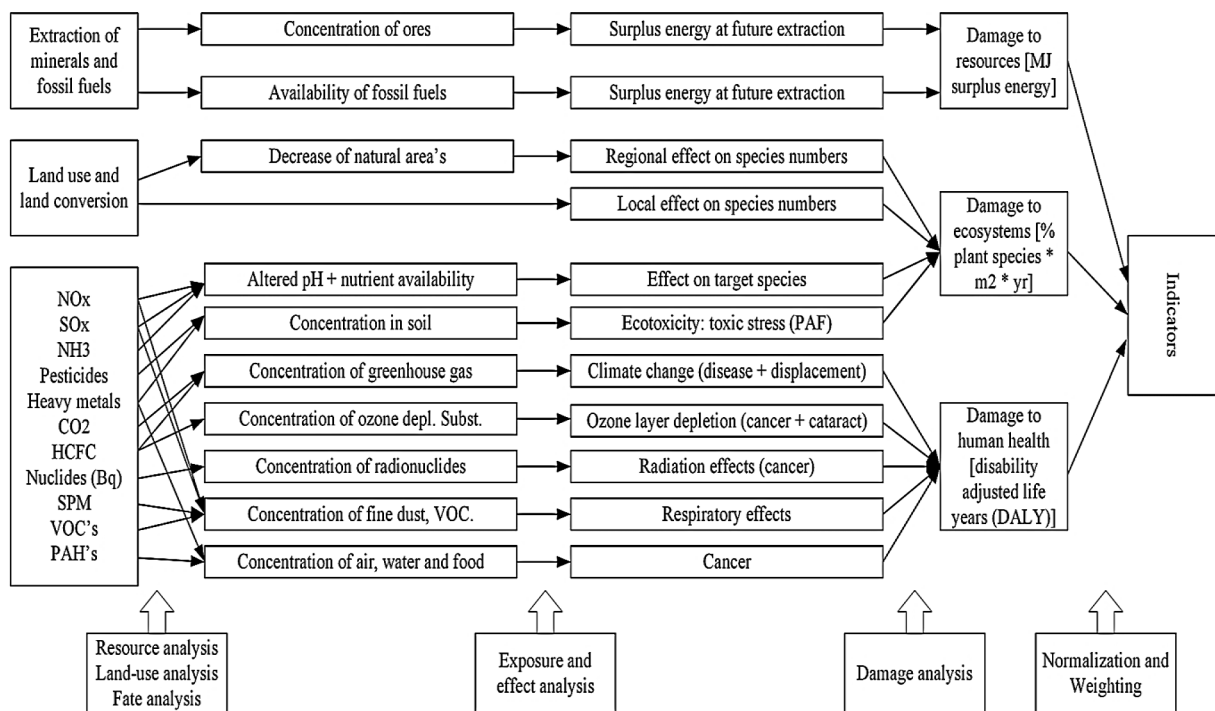 Extraction of
minerals and
fossil fuels
Concentration of ores
Surplus energy at future extraction
Availability of fossil fuels
Surplus energy at future extraction
Damage to
resources [MJ
surplus energy]
Land use and
land conversion
Decrease of natural area's
Regional effect on species numbers
Local effect on species numbers
Damage to
ecosystems [%
plant species *
m2 * yr]
NOx
SOx
NH3
Pesticides
Heavy metals
CO2
HCFC
Nuclides (Bq)
SPM
VOC's
PAH's
Altered pH + nutrient availability
Effect on target species
Concentration in soil
Ecotoxicity: toxic stress (PAF)
Concentration of greenhouse gas
Climate change (disease + displacement)
Concentration of ozone depl. Subst.
Ozone layer depletion (cancer + cataract)
Concentration of radionuclides
Radiation effects (cancer)
Concentration of fine dust, VOC.
Respiratory effects
Concentration of air, water and food
Cancer
Damage to
human health
[disability
adjusted life
years (DALY)]
Indicators
Resource analysis
Land-use analysis
Fate analysis
Exposure and
effect analysis
Damage analysis
Normalization and
Weighting